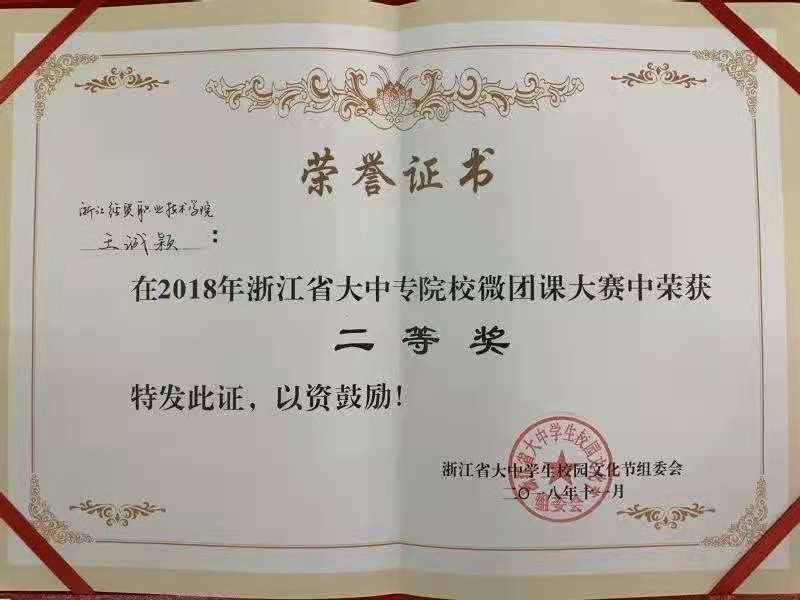 荣誉证书
浙江经贸职业技术学院
王诚颖：
在2018年浙江省大中专院校微团课大赛中荣获
二等奖
特发此证，以资鼓励！
浙江省大中学生校园文化节组委会
二〇一八年十一月
组委会